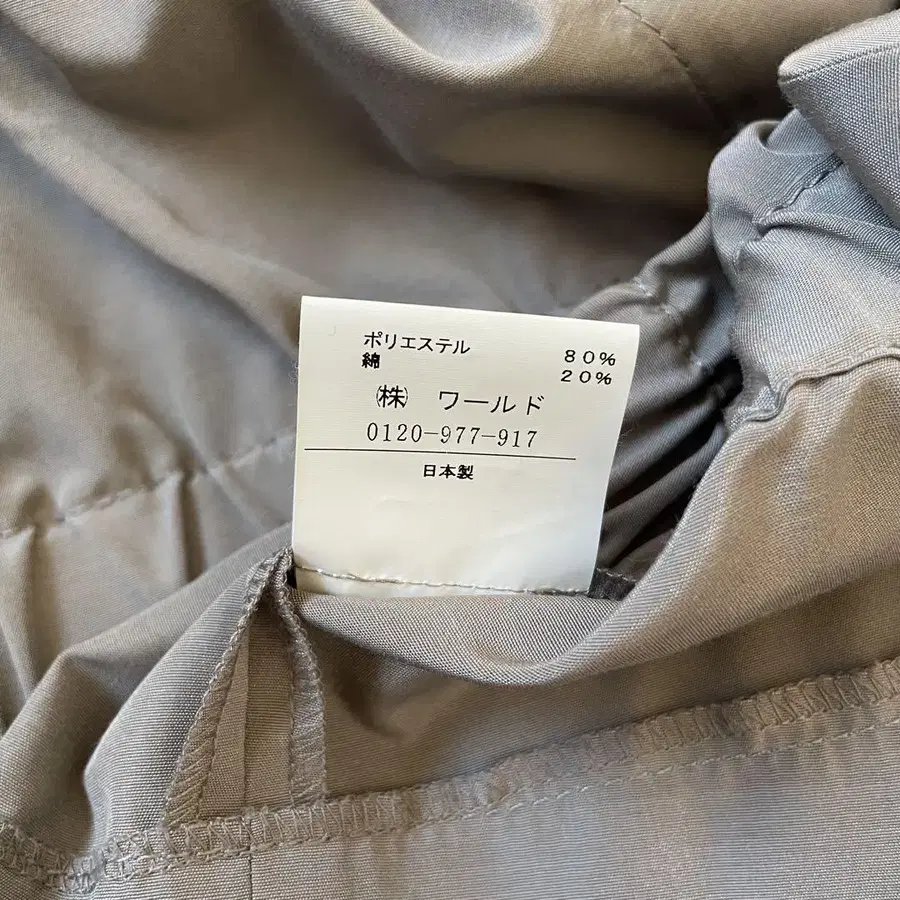 ポリエステル 80%
綿 20%
㈱ ワールド
0120-977-917
日本製